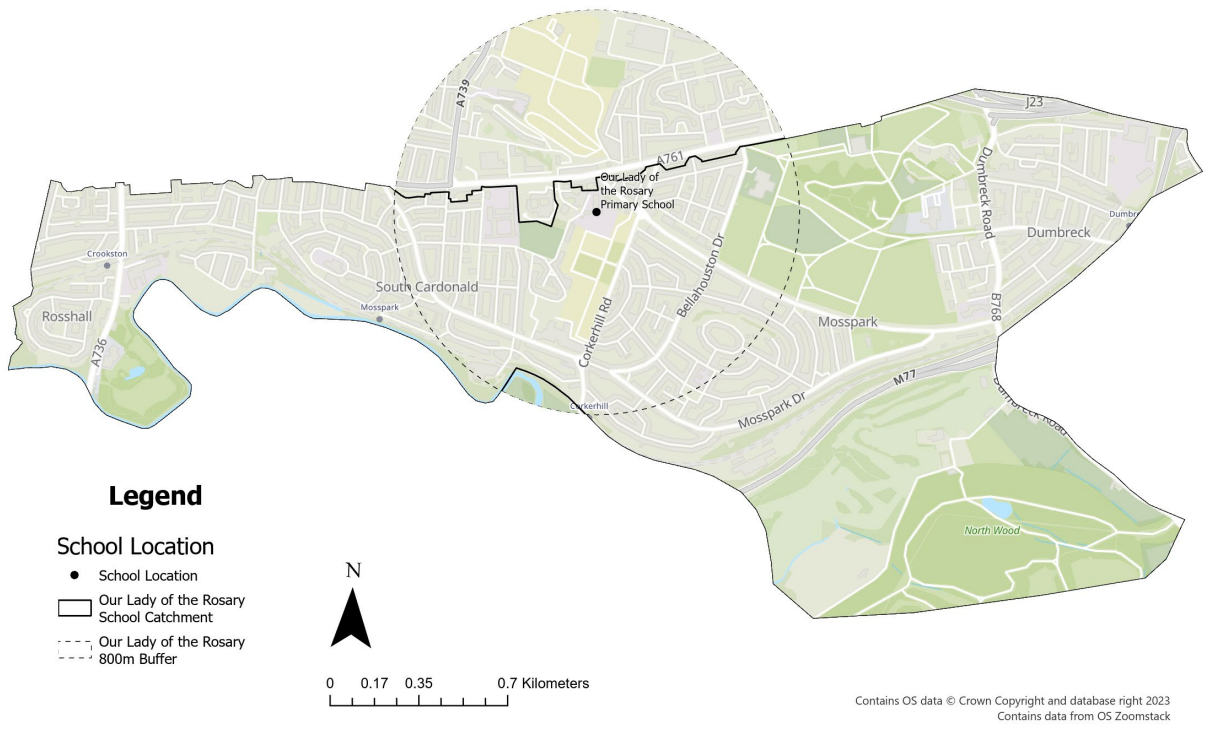 A739
J23
A761
Our Lady of
the Rosary
Primary School
Dumbreck Road
Dumbre
Dumbreck
Crookston
South Cardonald
Bellahouston Dr
Mosspark
Rosshall
Mosspark
B768
A736
Corkerhill Rd
M77
Corkerhill
Mosspark Dr
Dumbreck Road
North Wood
Legend
School Location
School Location
Our Lady of the Rosary
School Catchment
Our Lady of the Rosary
800m Buffer
N
0 0.17 0.35 0.7 Kilometers
Contains OS data © Crown Copyright and database right 2023
Contains data from OS Zoomstack